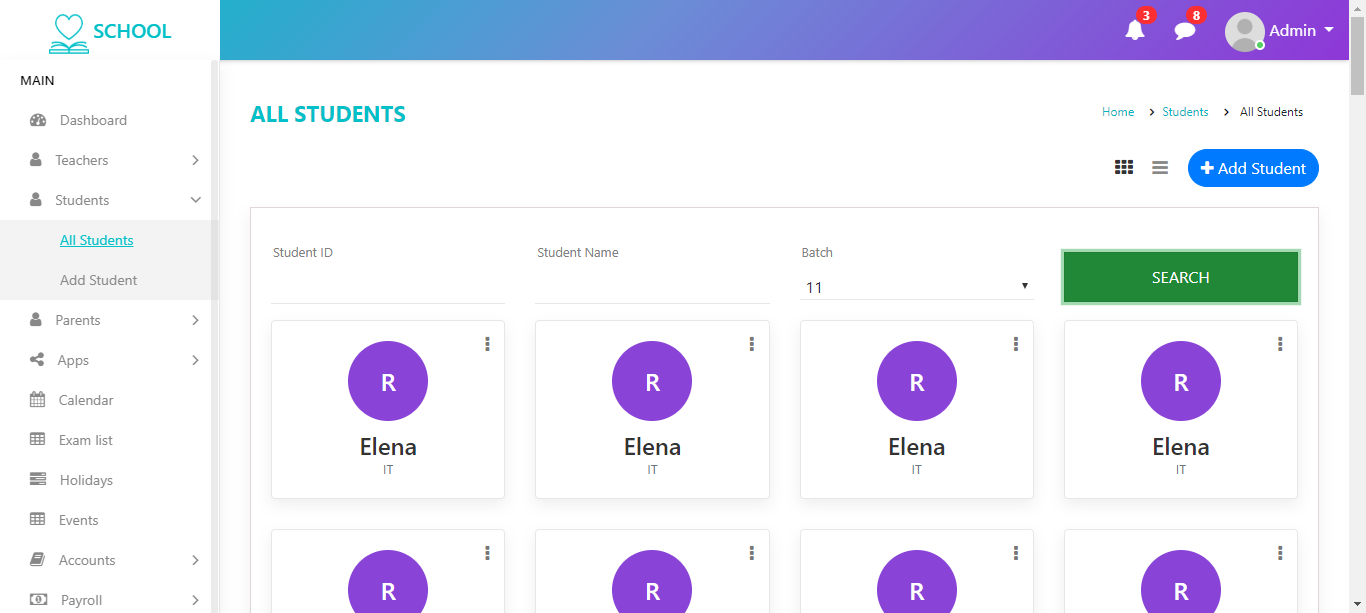 SCHOOL
3
8
Admin
MAIN
Dashboard
Teachers
Students
All Students
Add Student
Parents
Apps
Calendar
Exam list
Holidays
Events
Accounts
Payroll
ALL STUDENTS
Home > Students > All Students
Add Student
Student ID
Student Name
Batch
11
SEARCH
R R R R
Elena Elena Elena Elena
IT IT IT IT
R R R R